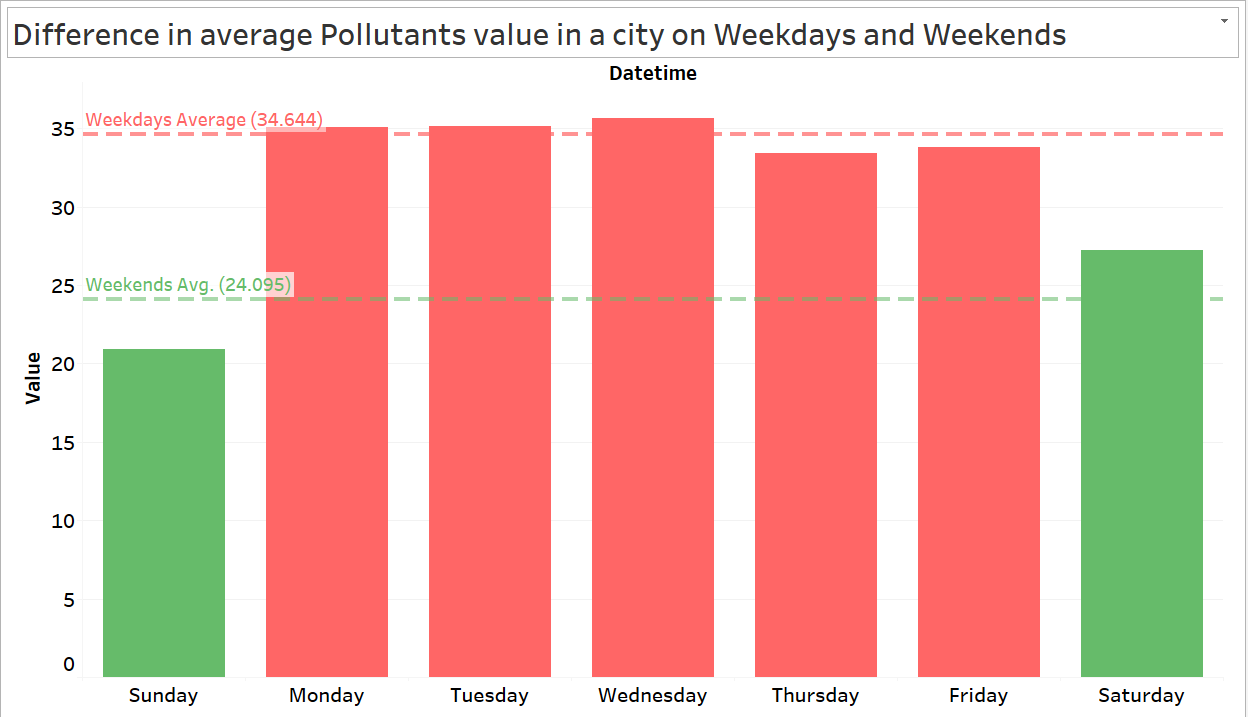 Difference in average Pollutants value in a city on Weekdays and Weekends
Datetime
Weekdays Average (34.644)
35
30
Weekends Avg. (24.095)
25
20
Value
15
10
5
0
Sunday Monday Tuesday Wednesday Thursday Friday Saturday